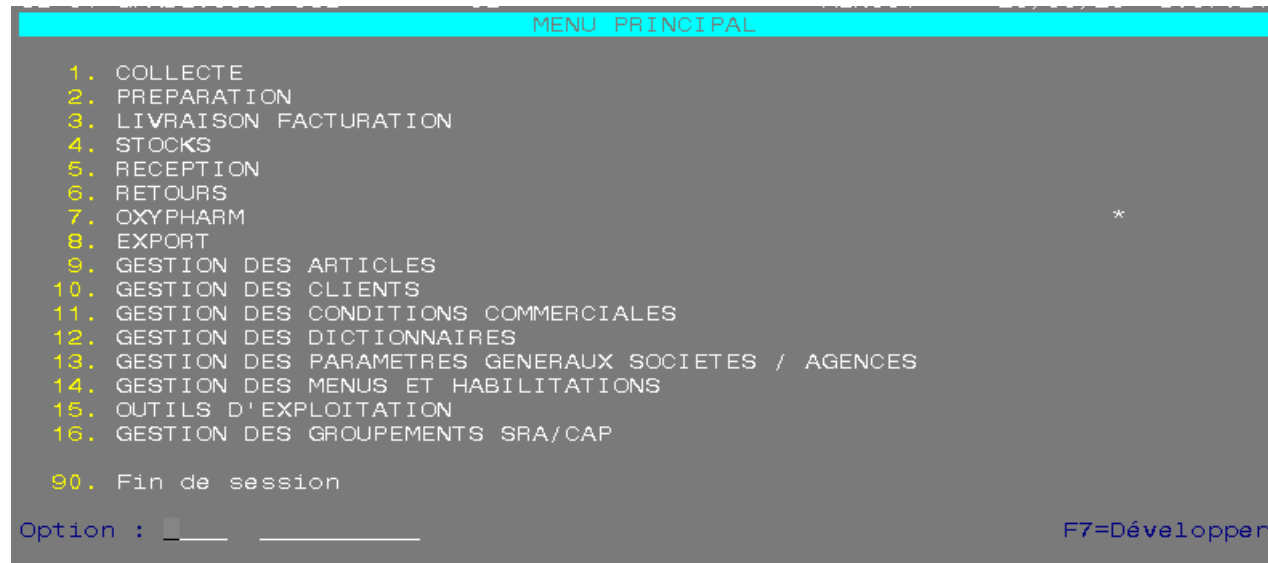 MENU PRINCIPAL
1. COLLECTE
2. PREPARATION
3. LIVRAISON FACTURATION
4. STOCKS
5. RECEPTION
6. RETOURS
7. OXYPHARM *
8. EXPORT
9. GESTION DES ARTICLES
10. GESTION DES CLIENTS
11. GESTION DES CONDITIONS COMMERCIALES
12. GESTION DES DICTIONNAIRES
13. GESTION DES PARAMETRES GENERAUX SOCIETES / AGENCES
14. GESTION DES MENUS ET HABILITATIONS
15. OUTILS D'EXPLOITATION
16. GESTION DES GROUPEMENTS SRA/CAP
90. Fin de session
Option : F7=Développer